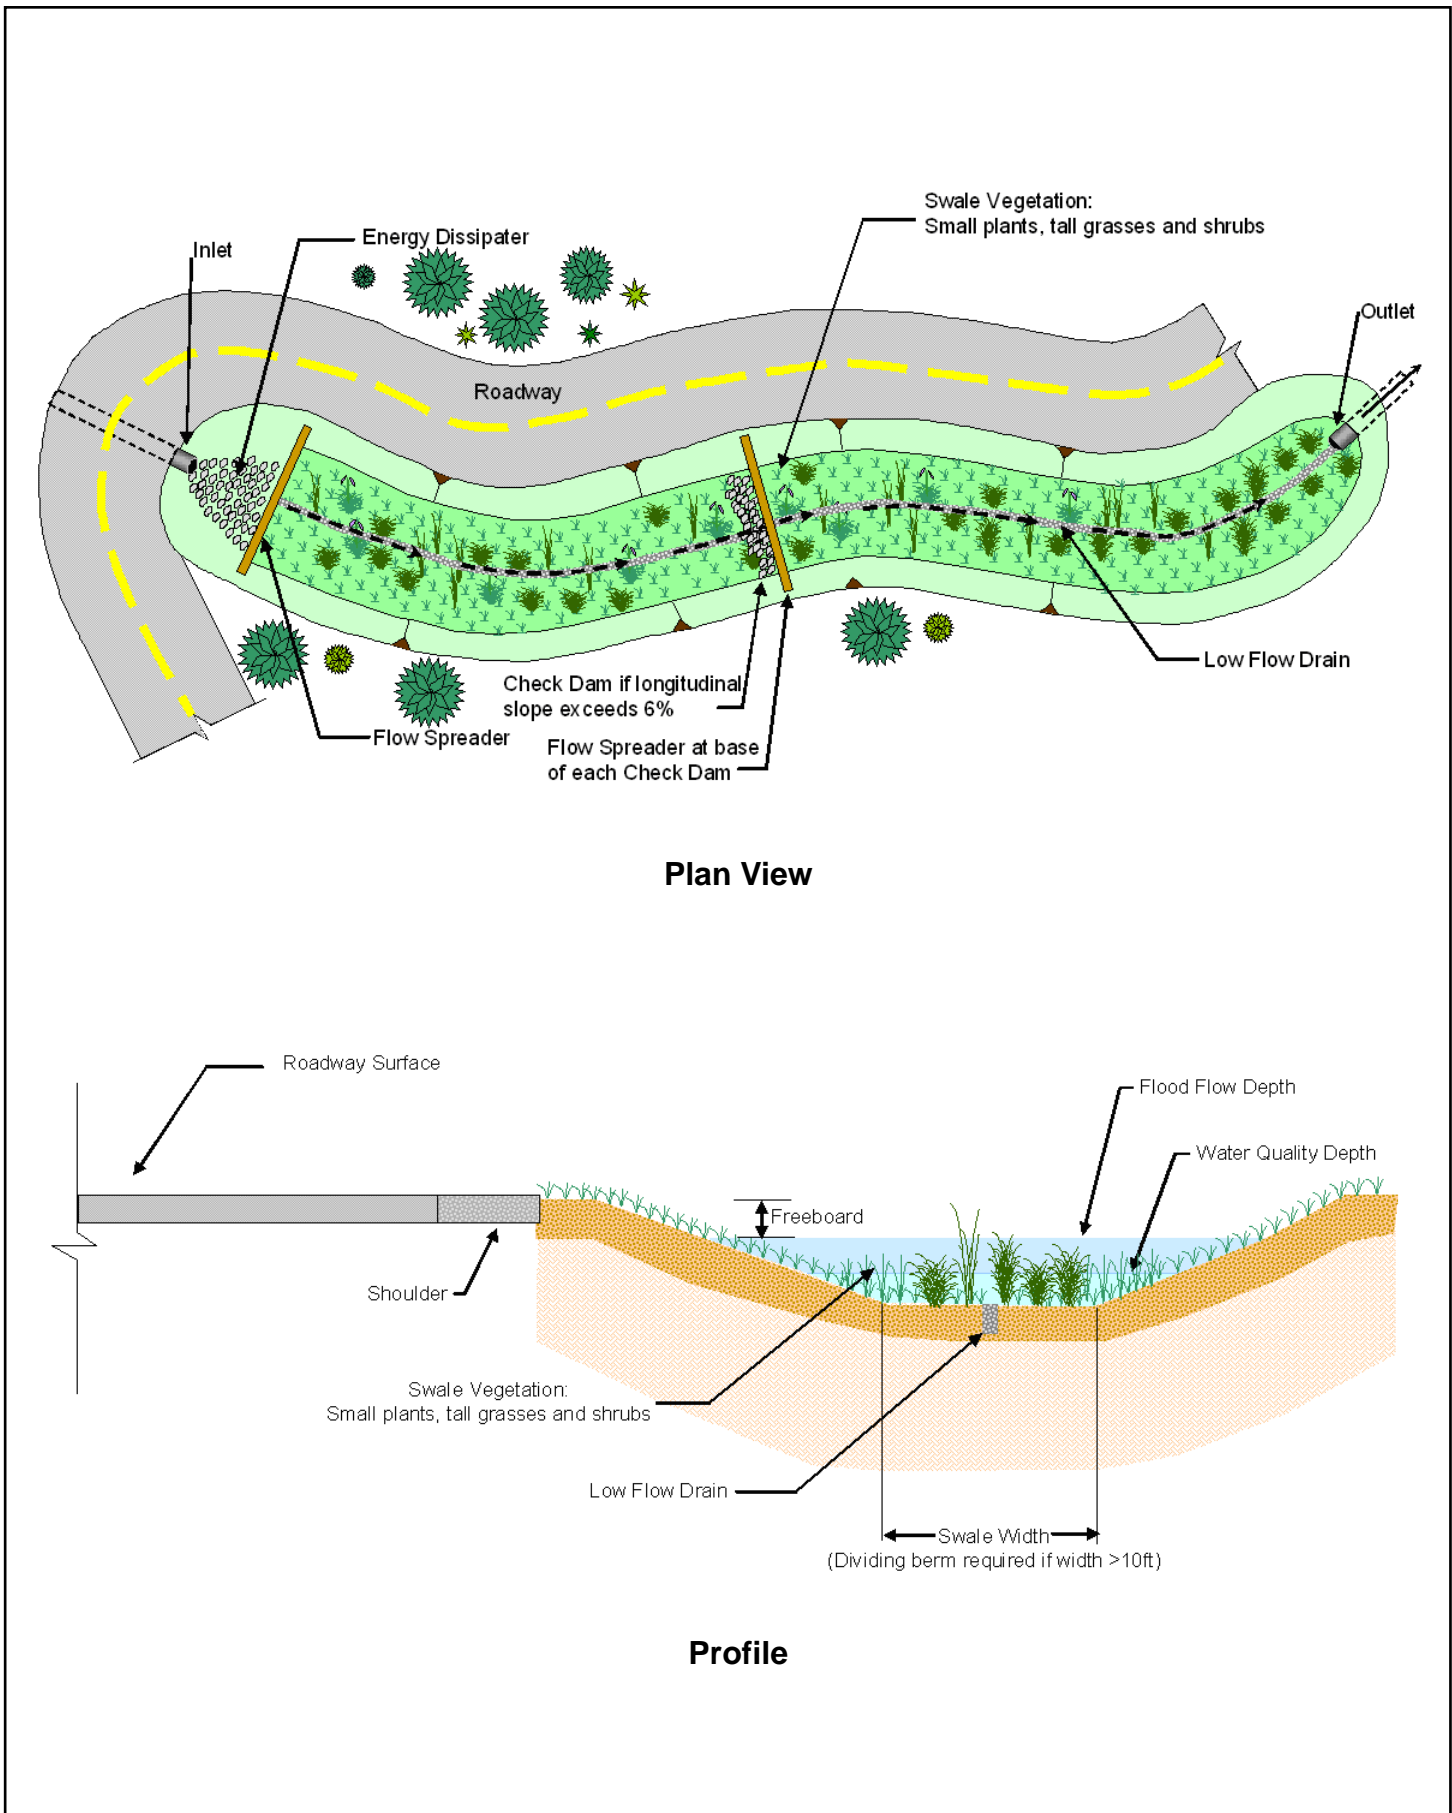 Swale Vegetation:
Small plants, tall grasses and shrubs
Energy Dissipater
Inlet
Outlet
Roadway
Low Flow Drain
Check Dam if longitudinal
slope exceeds 6%
Flow Spreader
Flow Spreader at base
of each Check Dam
Plan View
Roadway Surface
Flood Flow Depth
Water Quality Depth
Freeboard
Shoulder
Swale Vegetation:
Small plants, tall grasses and shrubs
Low Flow Drain
Swale Width
(Dividing berm required if width >10ft)
Profile